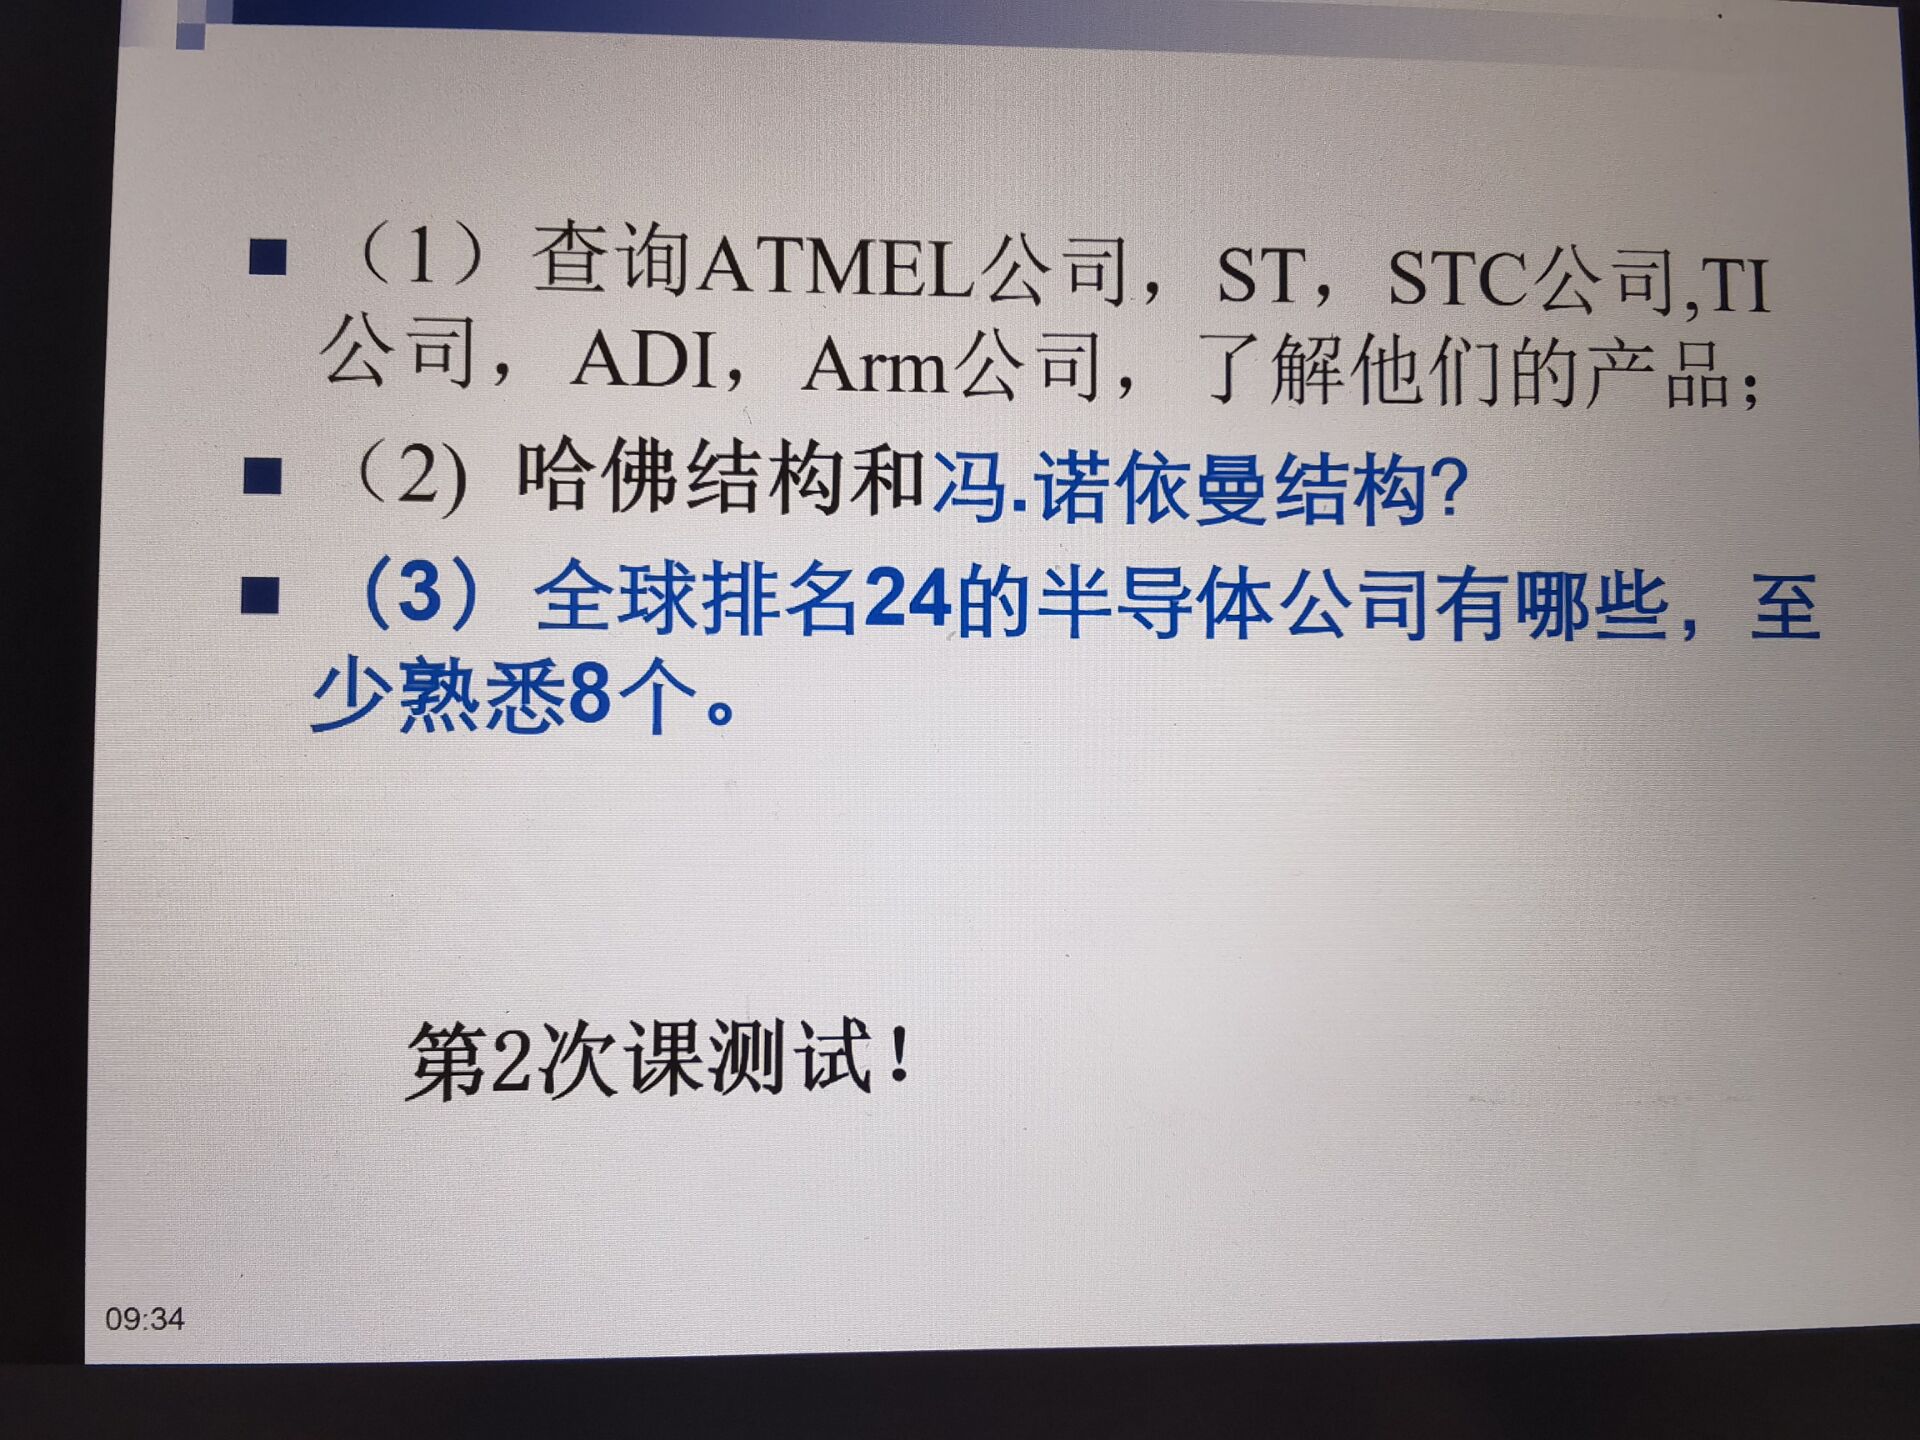 （1）查询ATMEL公司，ST，STC公司,TI
公司，ADI，Arm公司，了解他们的产品；
（2）哈佛结构和冯.诺依曼结构?
（3）全球排名24的半导体公司有哪些，至
少熟悉8个。
第2次课测试！
09:34